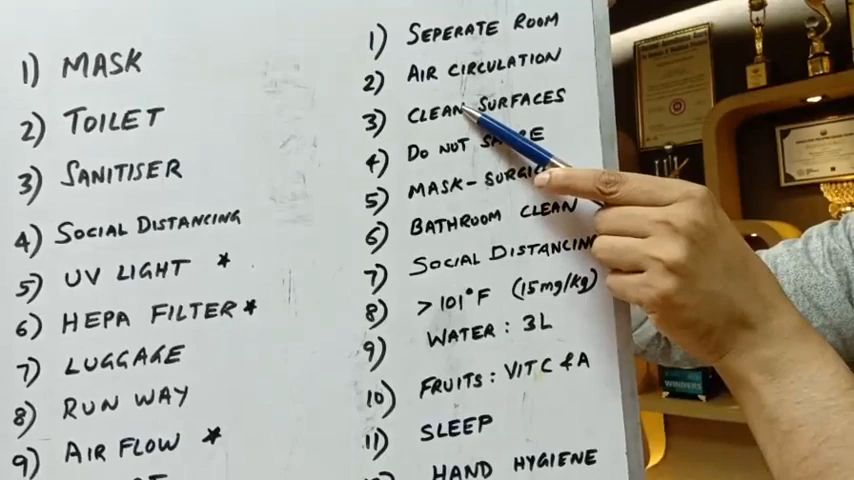 1) MASK
2) TOILET
3) SANITISER
4) SOCIAL DISTANCING
5) UV LIGHT *
6) HEPA FILTER *
7) LUGGAGE
8) RUN WAY
9) AIR FLOW *
1) SEPERATE ROOM
2) AIR CIRCULATION
3) CLEAN SURFACES
4) DO NOT
5) MASK-
6) BATHROOM CLEAN
7) SOCIAL DISTANCING
8) > 101°F (15mg/kg)
9) WATER : 3L
10) FRUITS : VIT C & A
11) SLEEP
HAND HYGIENE
WINNERS